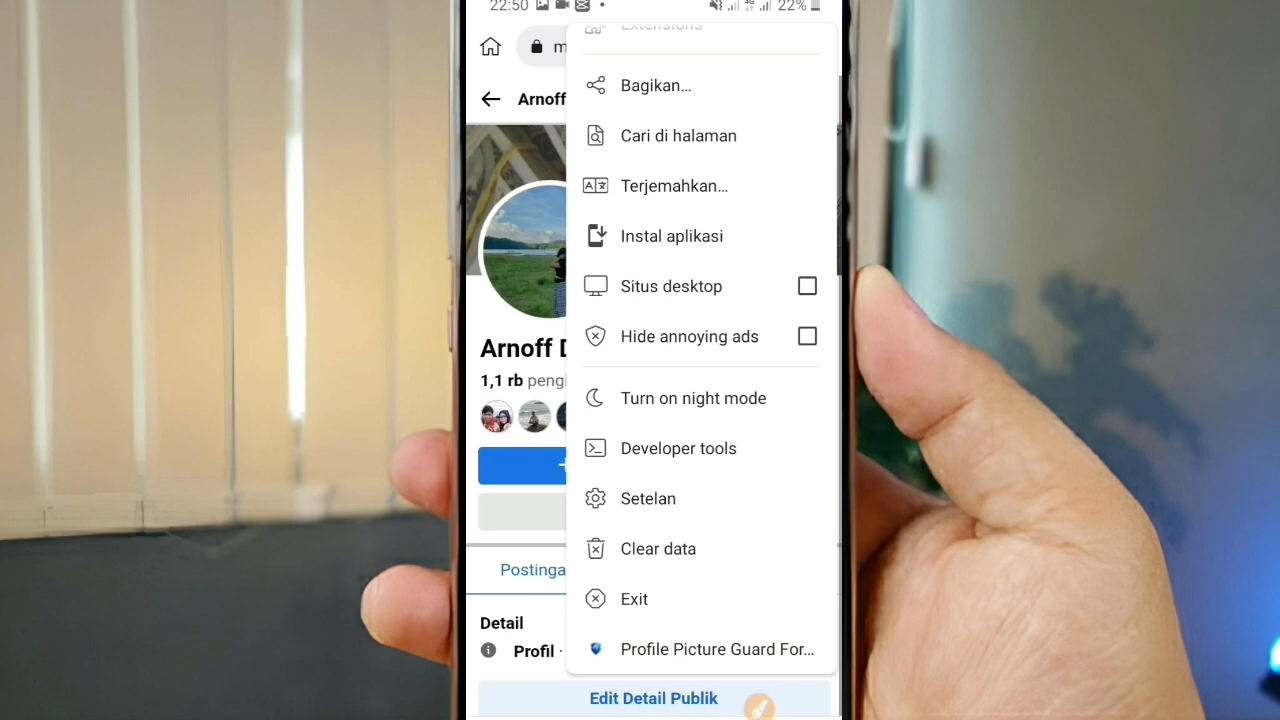 22:50
22%
Extensions
m
Arnoff
Bagikan...
Cari di halaman
Terjemahkan...
Instal aplikasi
Situs desktop
Hide annoying ads
Arnoff D
1,1 rb pengi
Turn on night mode
Developer tools
Setelan
Clear data
Postinga
Exit
Detail
Profil ·
Profile Picture Guard For...
Edit Detail Publik